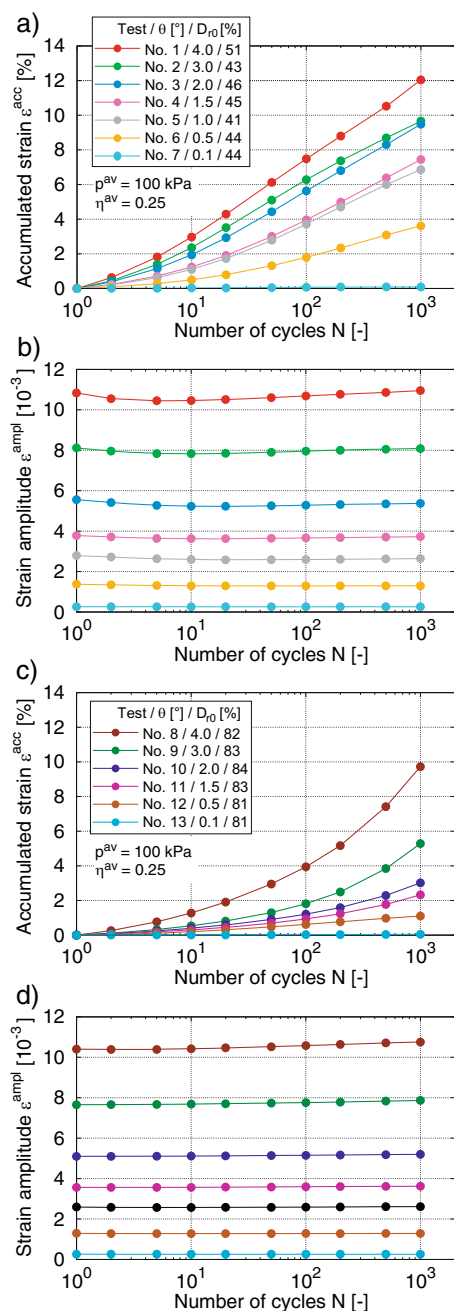 a)
Accumulated strain ε^acc [%]
14
12
10
8
6
4
2
0
Test / θ [°] / D_r0 [%]
No. 1 / 4.0 / 51
No. 2 / 3.0 / 43
No. 3 / 2.0 / 46
No. 4 / 1.5 / 45
No. 5 / 1.0 / 41
No. 6 / 0.5 / 44
No. 7 / 0.1 / 44
p^av = 100 kPa
η^av = 0.25
10^0 10^1 10^2 10^3
Number of cycles N [-]
b)
Strain amplitude ε^ampl [10^-3]
12
10
8
6
4
2
0
10^0 10^1 10^2 10^3
Number of cycles N [-]
c)
Accumulated strain ε^acc [%]
14
12
10
8
6
4
2
0
Test / θ [°] / D_r0 [%]
No. 8 / 4.0 / 82
No. 9 / 3.0 / 83
No. 10 / 2.0 / 84
No. 11 / 1.5 / 83
No. 12 / 0.5 / 81
No. 13 / 0.1 / 81
p^av = 100 kPa
η^av = 0.25
10^0 10^1 10^2 10^3
Number of cycles N [-]
d)
Strain amplitude ε^ampl [10^-3]
12
10
8
6
4
2
0
10^0 10^1 10^2 10^3
Number of cycles N [-]